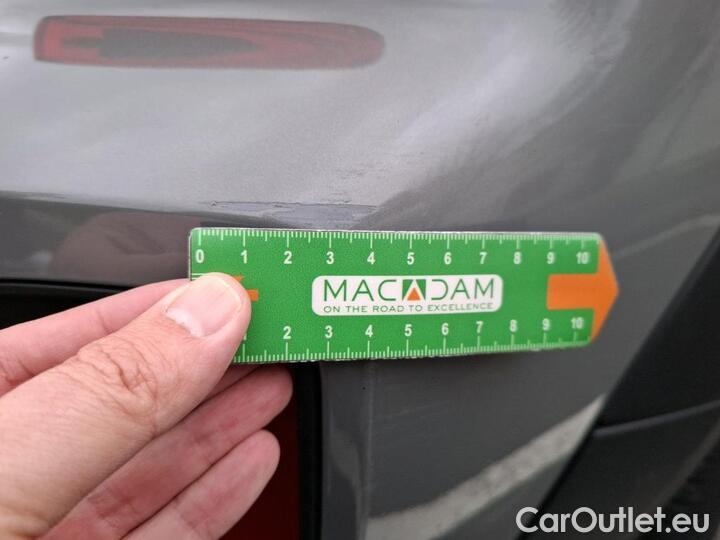 0 1 2 3 4 5 6 7 8 9 10
MACADAM
ON THE ROAD TO EXCELLENCE
2 3 4 5 6 7 8 9 10
CarOutlet.eu